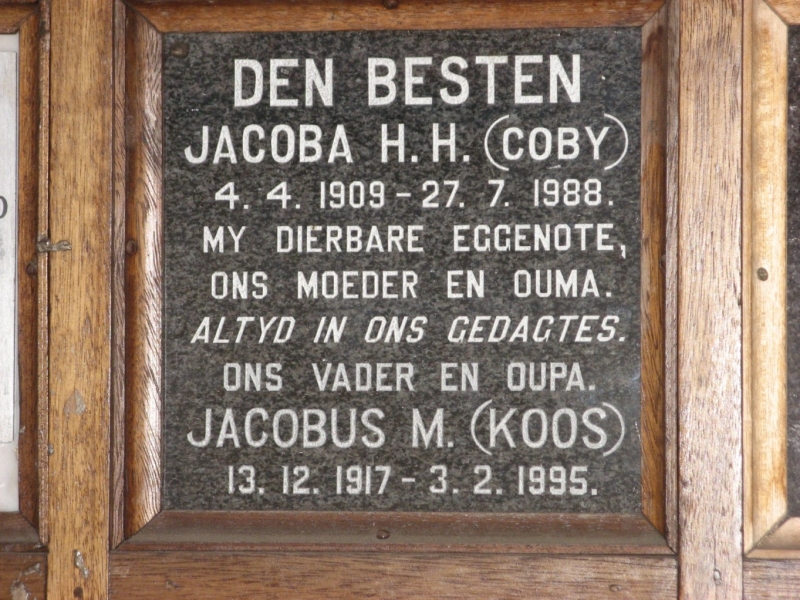 DEN BESTEN
JACOBA H. H. (COBY)
4. 4. 1909 - 27. 7. 1988.
MY DIERBARE EGGENOTE,
ONS MOEDER EN OUMA.
ALTYD IN ONS GEDAGTES.
ONS VADER EN OUPA.
JACOBUS M. (KOOS)
13. 12. 1917 - 3. 2. 1995.